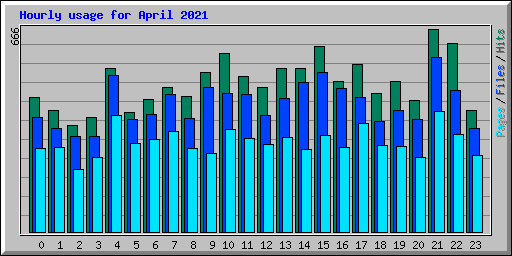 Hourly usage for April 2021
666
Pages / Files / Hits
0 1 2 3 4 5 6 7 8 9 10 11 12 13 14 15 16 17 18 19 20 21 22 23